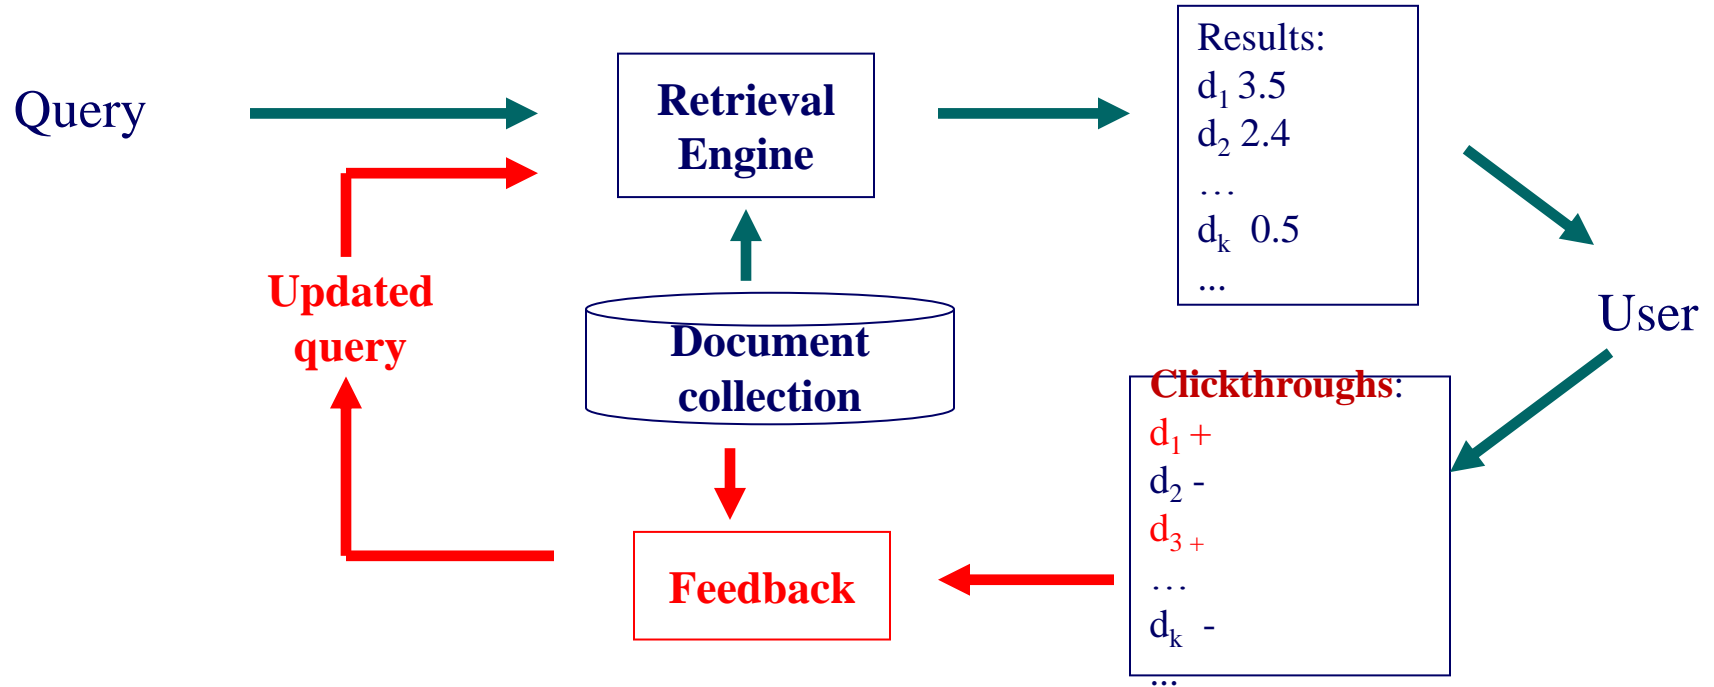 Query
Retrieval
Engine
Results:
d₁ 3.5
d₂ 2.4
…
dₖ 0.5
...
Updated
query
Document
collection
User
Clickthroughs:
d₁ +
d₂ -
d₃ ₊
…
dₖ -
...
Feedback